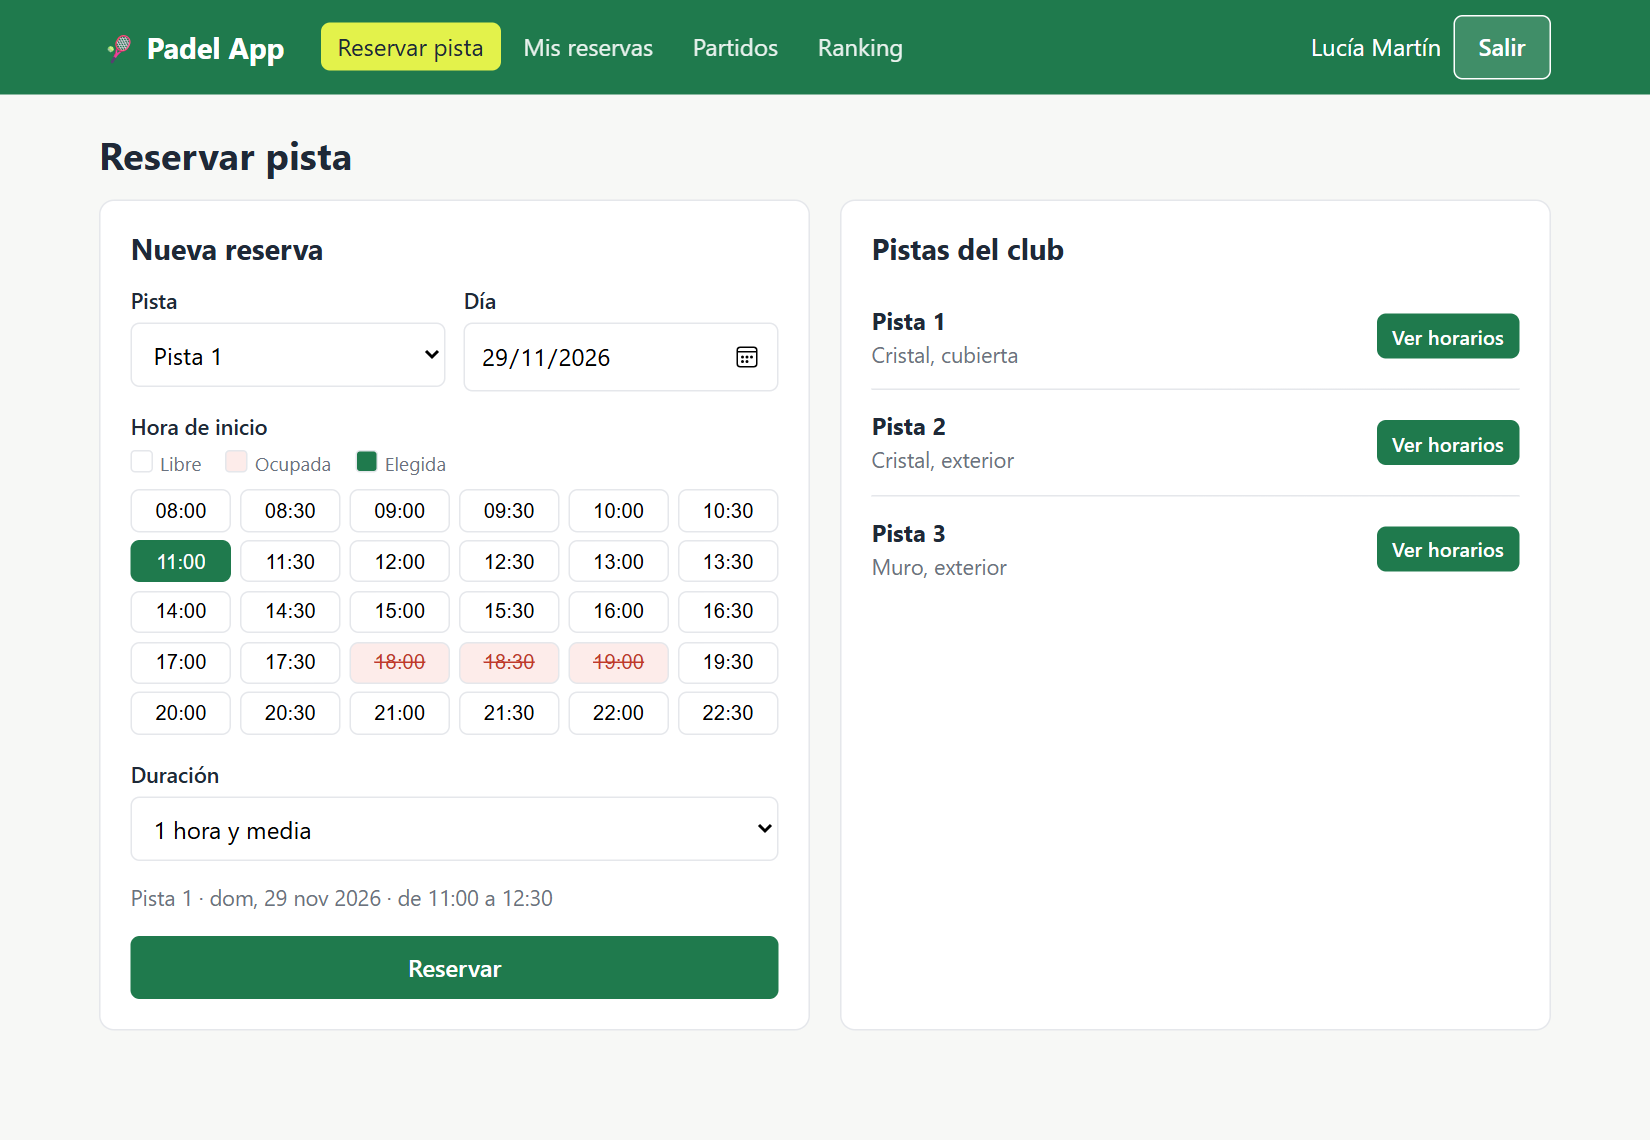 Padel App
Reservar pista
Mis reservas
Partidos
Ranking
Lucía Martín
Salir
Reservar pista
Nueva reserva
Pista
Día
Pista 1
29/11/2026
Hora de inicio
Libre
Ocupada
Elegida
08:00 08:30 09:00 09:30 10:00 10:30
11:00 11:30 12:00 12:30 13:00 13:30
14:00 14:30 15:00 15:30 16:00 16:30
17:00 17:30 18:00 18:30 19:00 19:30
20:00 20:30 21:00 21:30 22:00 22:30
Duración
1 hora y media
Pista 1 · dom, 29 nov 2026 · de 11:00 a 12:30
Reservar
Pistas del club
Pista 1
Cristal, cubierta
Ver horarios
Pista 2
Cristal, exterior
Ver horarios
Pista 3
Muro, exterior
Ver horarios